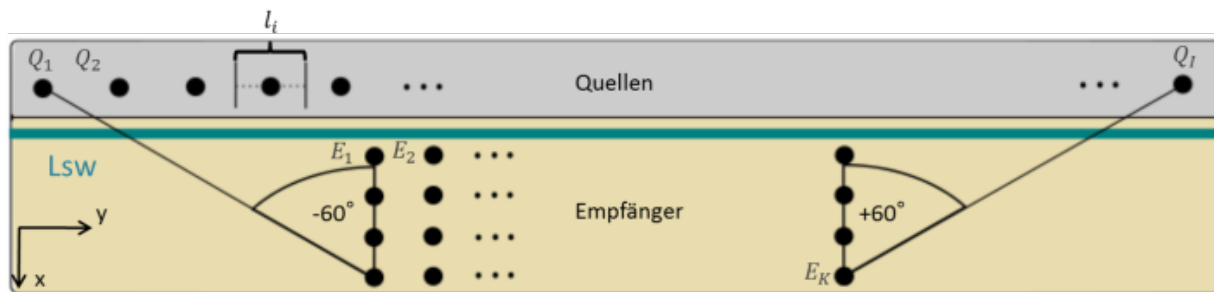 l_i
Q_1 Q_2 Q_I
Quellen
E_1 E_2
Lsw
-60° Empfänger +60°
y
E_K
x